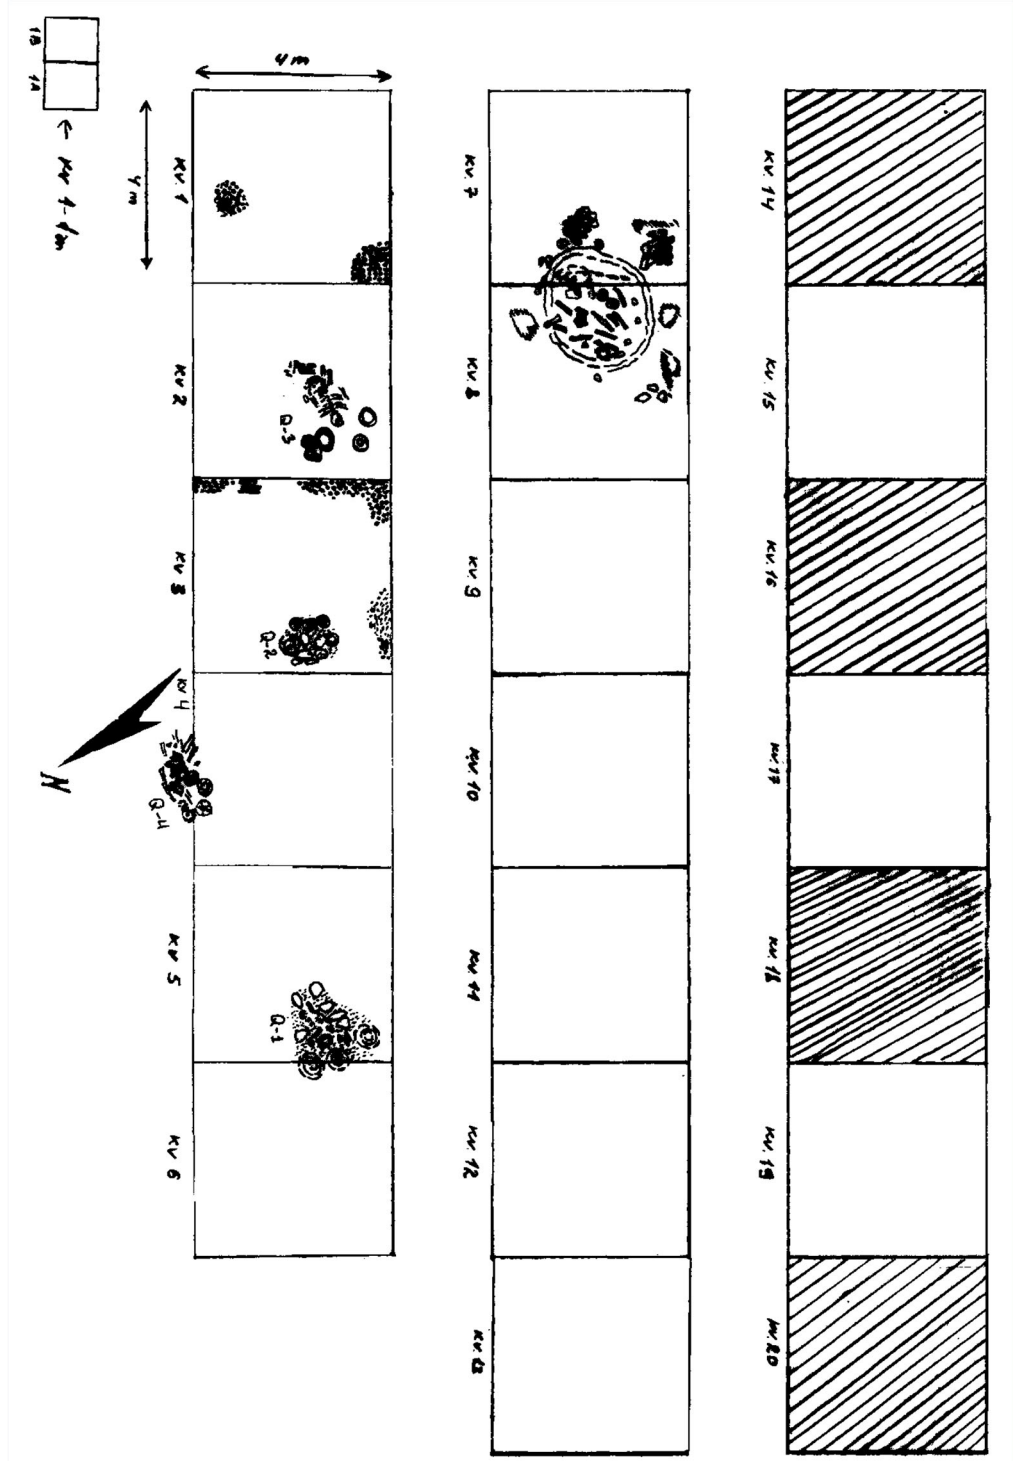 1B
1A
← KV 1-1m
4 m
4 m
KV. 1
KV 2
Q-3
KV 3
Q-2
KV 4
Q-4
KV 5
Q-1
KV 6
N
KV. 7
KV. 8
KV. 9
KV. 10
KV. 11
KV. 12
KV. 14
KV. 15
KV. 16
KV. 17
KV. 18
KV. 19
KV. 20